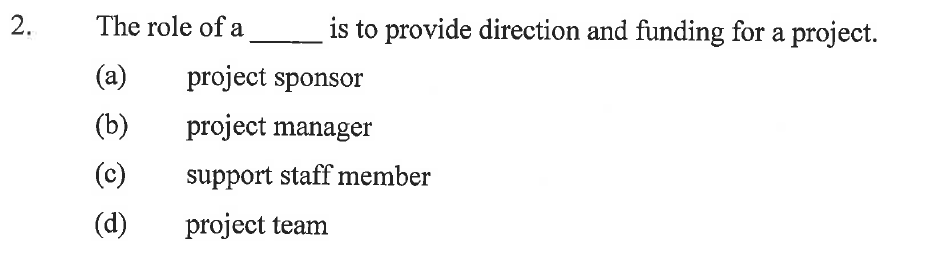 2. The role of a _____ is to provide direction and funding for a project.
(a) project sponsor
(b) project manager
(c) support staff member
(d) project team